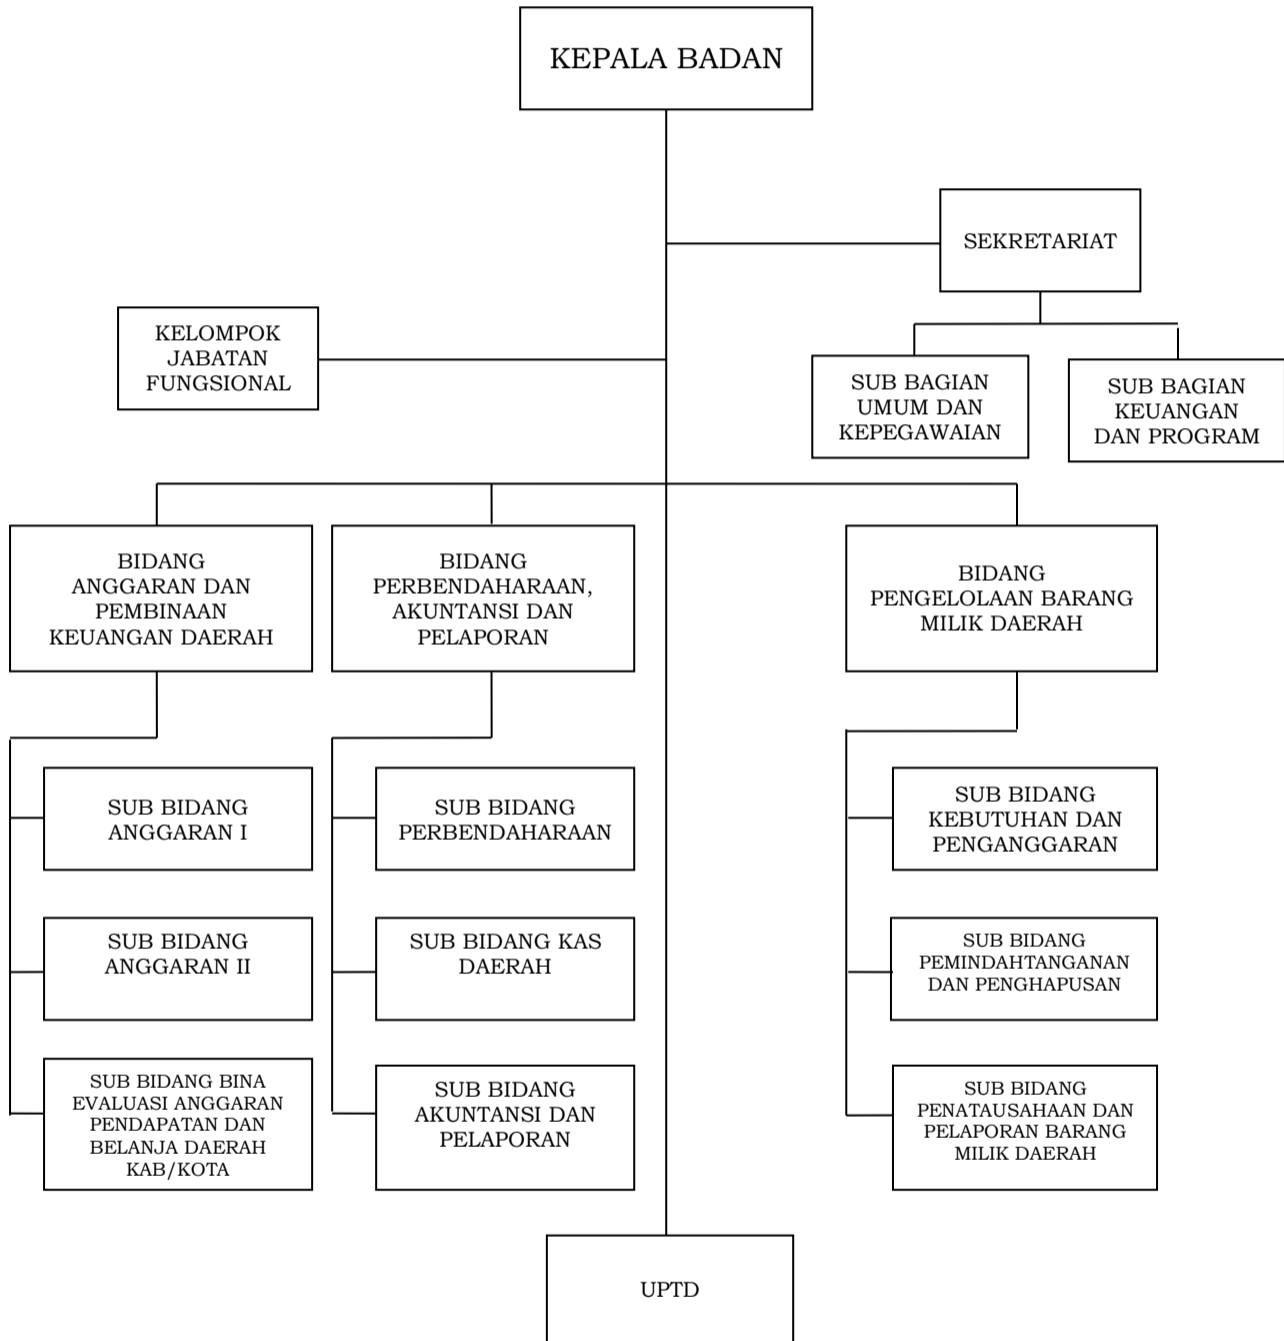 KEPALA BADAN
SEKRETARIAT
KELOMPOK
JABATAN
FUNGSIONAL
SUB BAGIAN
UMUM DAN
KEPEGAWAIAN
SUB BAGIAN
KEUANGAN
DAN PROGRAM
BIDANG
ANGGARAN DAN
PEMBINAAN
KEUANGAN DAERAH
BIDANG
PERBENDAHARAAN,
AKUNTANSI DAN
PELAPORAN
BIDANG
PENGELOLAAN BARANG
MILIK DAERAH
SUB BIDANG
ANGGARAN I
SUB BIDANG
PERBENDAHARAAN
SUB BIDANG
KEBUTUHAN DAN
PENGANGGARAN
SUB BIDANG
ANGGARAN II
SUB BIDANG KAS
DAERAH
SUB BIDANG
PEMINDAHTANGANAN
DAN PENGHAPUSAN
SUB BIDANG BINA
EVALUASI ANGGARAN
PENDAPATAN DAN
BELANJA DAERAH
KAB/KOTA
SUB BIDANG
AKUNTANSI DAN
PELAPORAN
SUB BIDANG
PENATAUSAHAAN DAN
PELAPORAN BARANG
MILIK DAERAH
UPTD